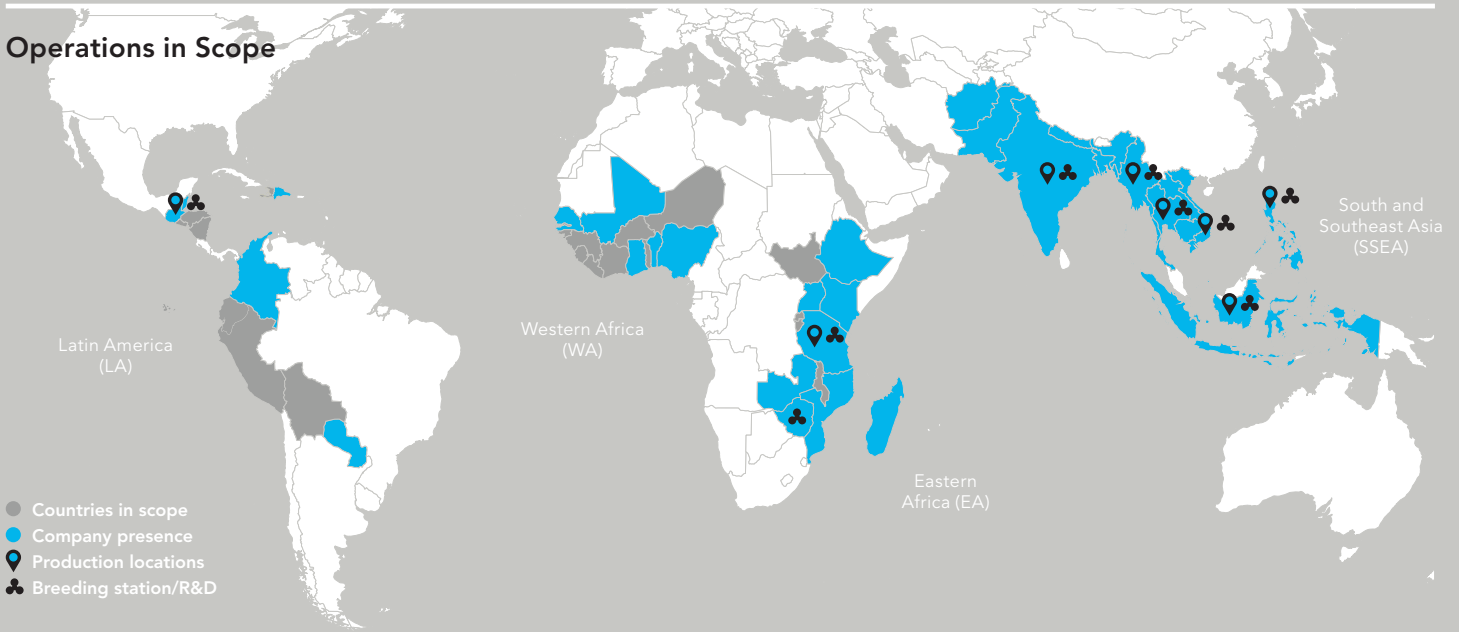 Operations in Scope
South and
Southeast Asia
(SSEA)
Western Africa
(WA)
Latin America
(LA)
Eastern
Africa (EA)
Countries in scope
Company presence
Production locations
Breeding station/R&D